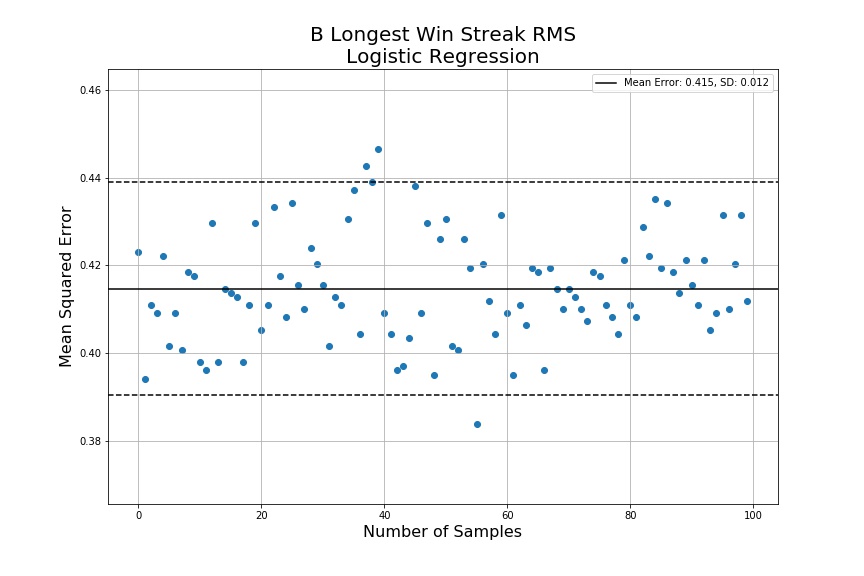 B Longest Win Streak RMS
Logistic Regression
Mean Error: 0.415, SD: 0.012
Mean Squared Error
0.46
0.44
0.42
0.40
0.38
0
20
40
60
80
100
Number of Samples